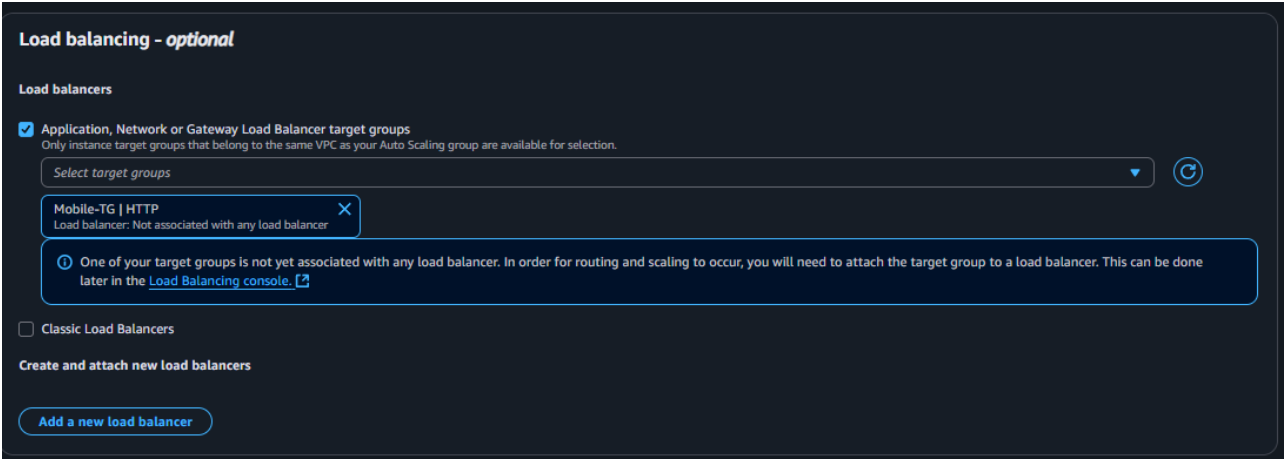 Load balancing - optional
Load balancers
Application, Network or Gateway Load Balancer target groups
Only instance target groups that belong to the same VPC as your Auto Scaling group are available for selection.
Select target groups
Mobile-TG | HTTP
Load balancer: Not associated with any load balancer
One of your target groups is not yet associated with any load balancer. In order for routing and scaling to occur, you will need to attach the target group to a load balancer. This can be done
later in the Load Balancing console.
Classic Load Balancers
Create and attach new load balancers
Add a new load balancer